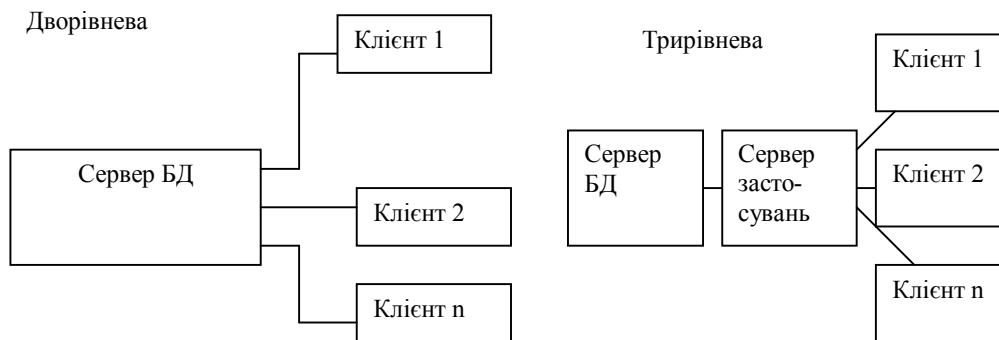 Дворівнева
Клієнт 1
Сервер БД
Клієнт 2
Клієнт n
Трирівнева
Клієнт 1
Сервер
БД
Сервер
засто-
сувань
Клієнт 2
Клієнт n